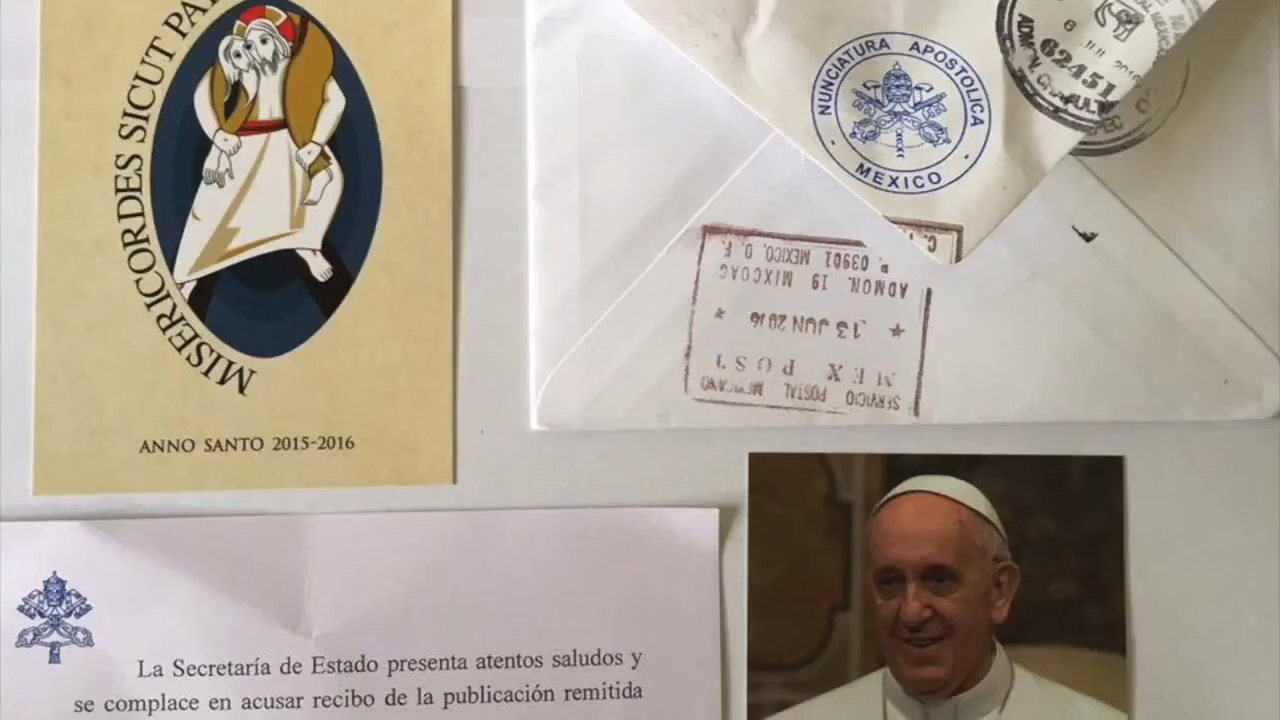 MISERICORDES SICUT
ANNO SANTO 2015-2016
NUNCIATURA APOSTOLICA
· MEXICO ·
62451
SERVICIO POSTAL MEXICANO
MEX POST
★ 13 JUN 2016 ★
ADMON. 19 MIXCOAC
P. 03901 MEXICO, D. F.
La Secretaría de Estado presenta atentos saludos y
se complace en acusar recibo de la publicación remitida